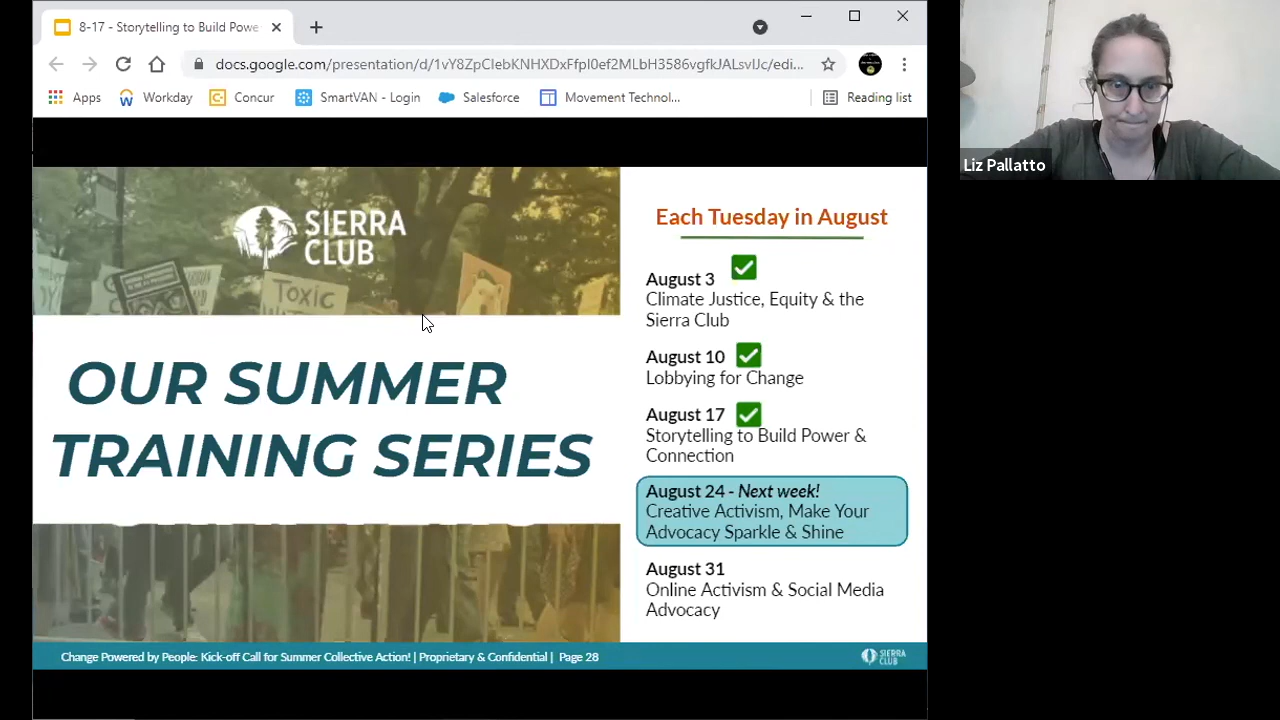 8-17 - Storytelling to Build Powe
docs.google.com/presentation/d/1vY8ZpCIebKNHXDxFfpI0ef2MLbH3586vgfkJALsvIJc/edi...
Apps
Workday
Concur
SmartVAN - Login
Salesforce
Movement Technol...
Reading list
Liz Pallatto
SIERRA
CLUB
TOXIC
OUR SUMMER
TRAINING SERIES
Each Tuesday in August
August 3
Climate Justice, Equity & the
Sierra Club
August 10
Lobbying for Change
August 17
Storytelling to Build Power &
Connection
August 24 - Next week!
Creative Activism, Make Your
Advocacy Sparkle & Shine
August 31
Online Activism & Social Media
Advocacy
Change Powered by People: Kick-off Call for Summer Collective Action! | Proprietary & Confidential | Page 28
SIERRA
CLUB